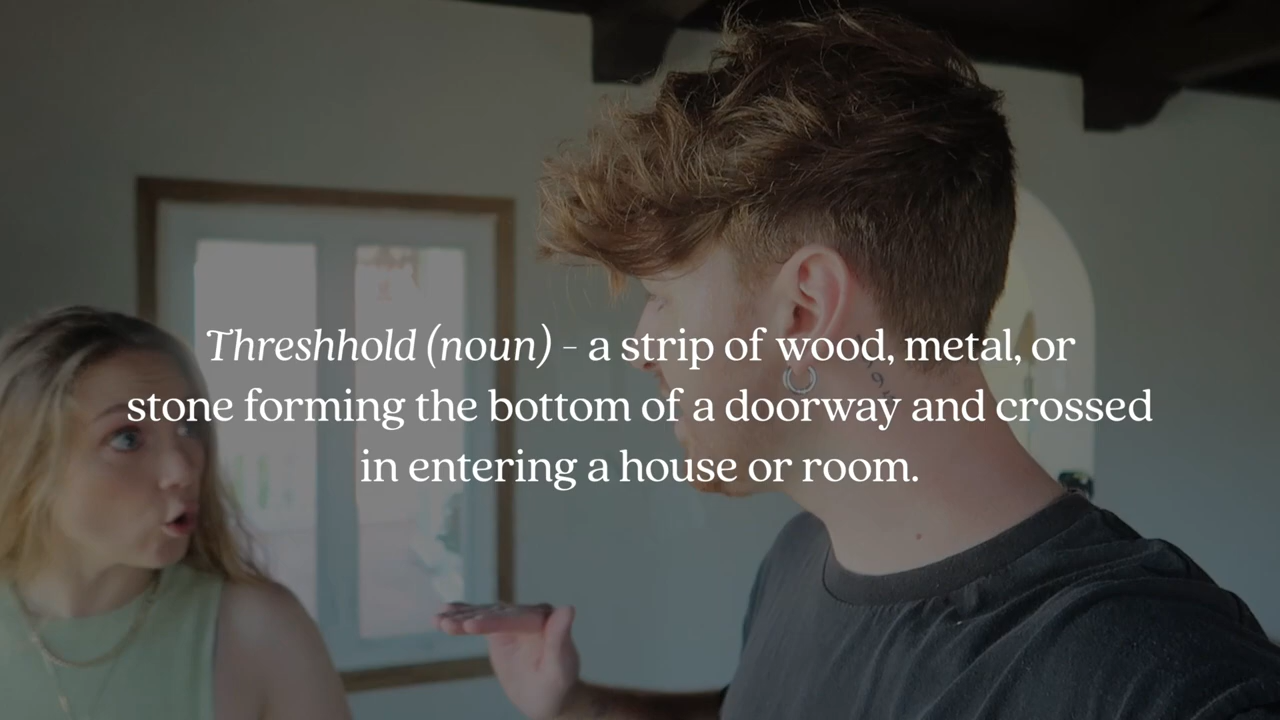 Threshhold (noun) - a strip of wood, metal, or
stone forming the bottom of a doorway and crossed
in entering a house or room.